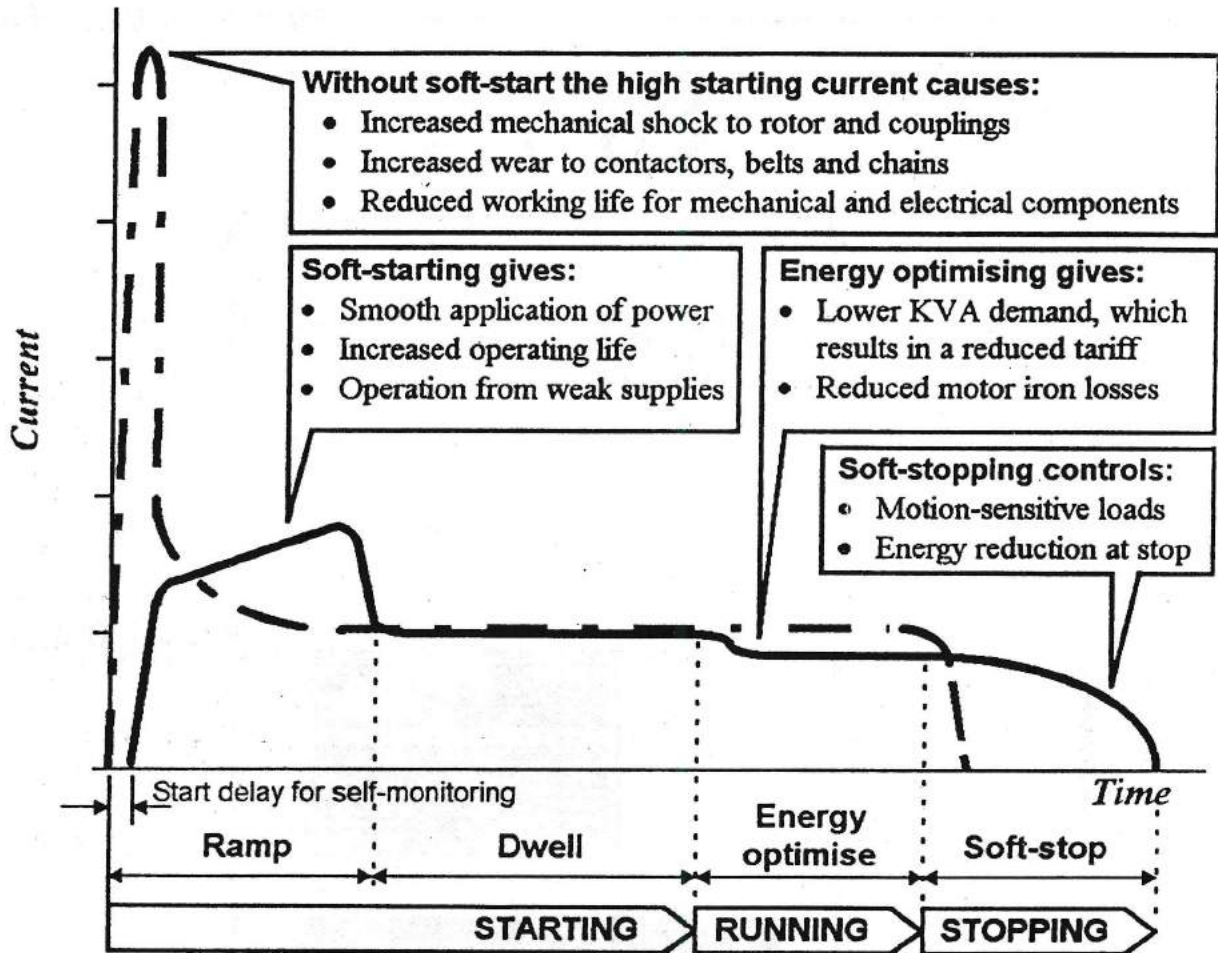 Without soft-start the high starting current causes:
• Increased mechanical shock to rotor and couplings
• Increased wear to contactors, belts and chains
• Reduced working life for mechanical and electrical components
Soft-starting gives:
• Smooth application of power
• Increased operating life
• Operation from weak supplies
Energy optimising gives:
• Lower KVA demand, which
results in a reduced tariff
• Reduced motor iron losses
Soft-stopping controls:
• Motion-sensitive loads
• Energy reduction at stop
Current
Time
Start delay for self-monitoring
Ramp
Dwell
Energy
optimise
Soft-stop
STARTING
RUNNING
STOPPING